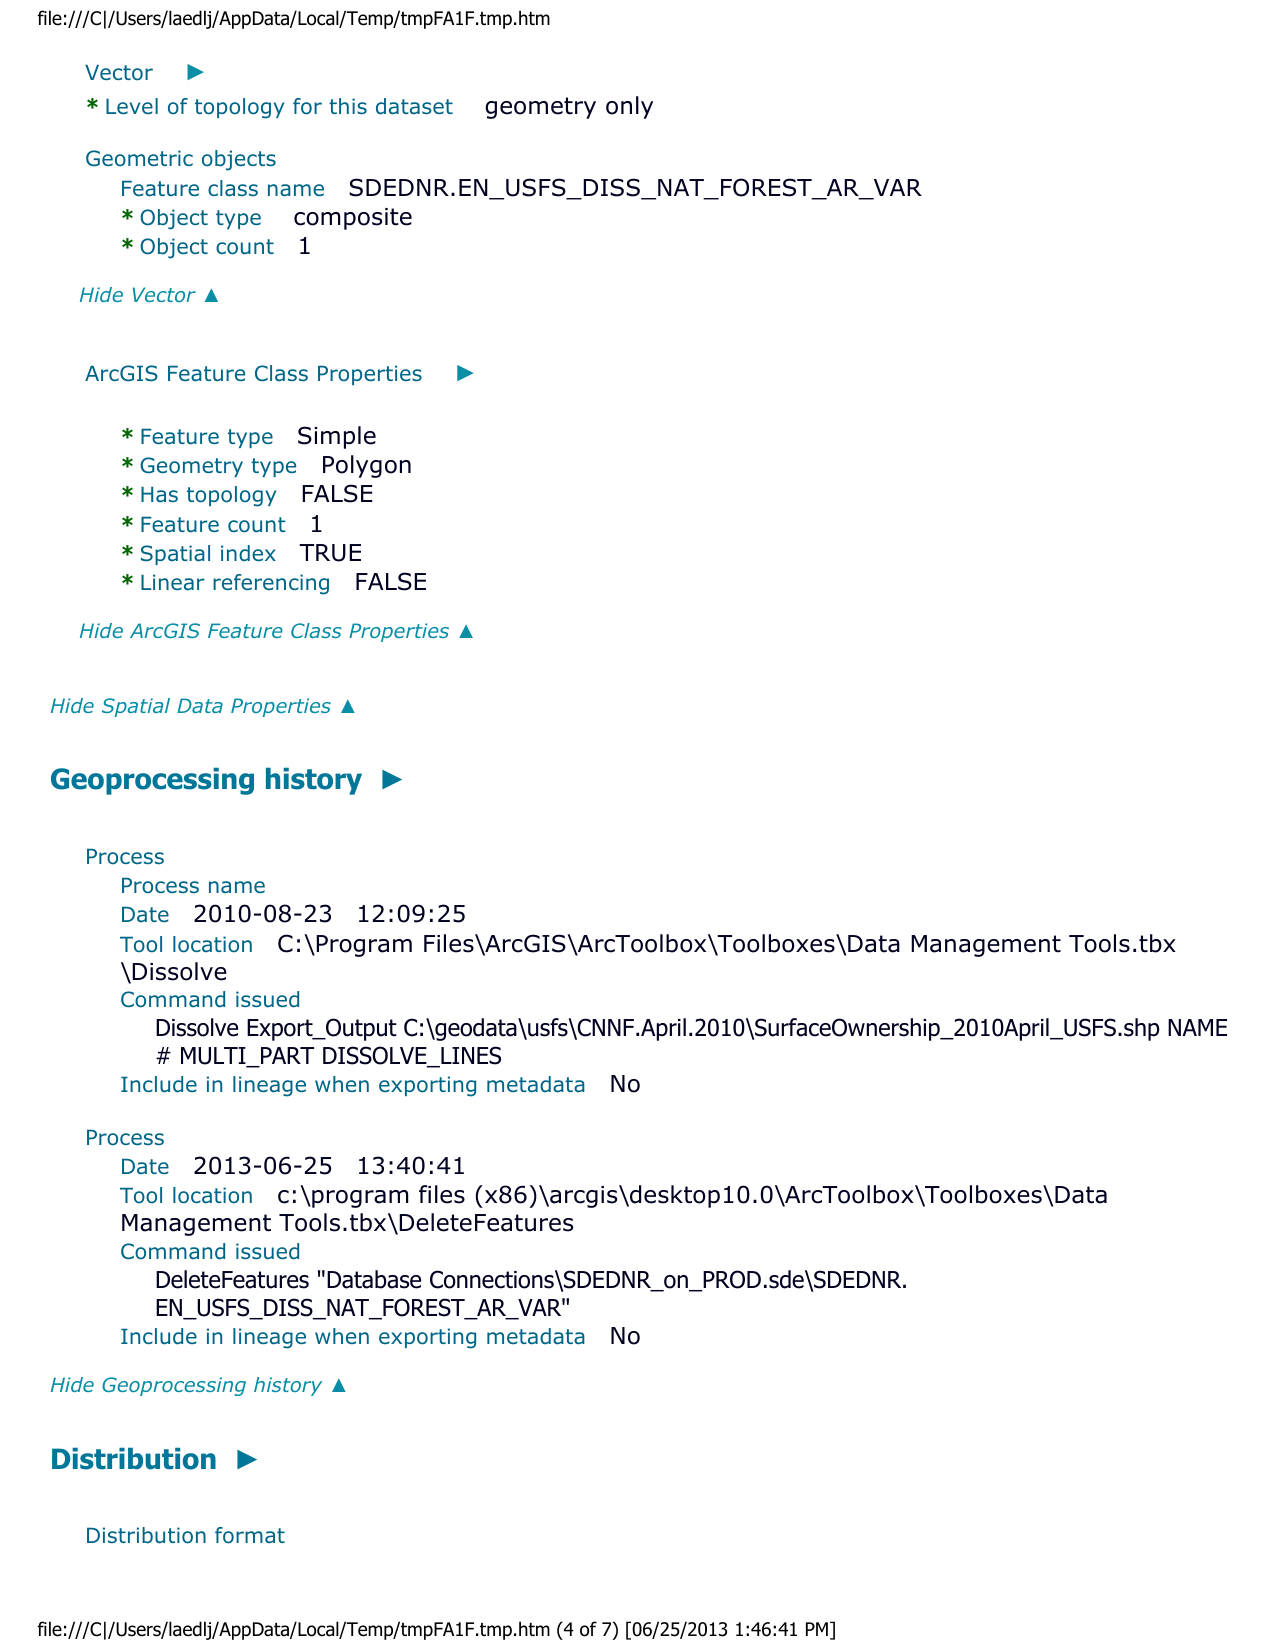 file:///C|/Users/laedlj/AppData/Local/Temp/tmpFA1F.tmp.htm
Vector ►
* Level of topology for this dataset geometry only
Geometric objects
Feature class name SDEDNR.EN_USFS_DISS_NAT_FOREST_AR_VAR
* Object type composite
* Object count 1
Hide Vector ▲
ArcGIS Feature Class Properties ►
* Feature type Simple
* Geometry type Polygon
* Has topology FALSE
* Feature count 1
* Spatial index TRUE
* Linear referencing FALSE
Hide ArcGIS Feature Class Properties ▲
Hide Spatial Data Properties ▲
Geoprocessing history ►
Process
Process name
Date 2010-08-23 12:09:25
Tool location C:\Program Files\ArcGIS\ArcToolbox\Toolboxes\Data Management Tools.tbx
\Dissolve
Command issued
Dissolve Export_Output C:\geodata\usfs\CNNF.April.2010\SurfaceOwnership_2010April_USFS.shp NAME
# MULTI_PART DISSOLVE_LINES
Include in lineage when exporting metadata No
Process
Date 2013-06-25 13:40:41
Tool location c:\program files (x86)\arcgis\desktop10.0\ArcToolbox\Toolboxes\Data
Management Tools.tbx\DeleteFeatures
Command issued
DeleteFeatures "Database Connections\SDEDNR_on_PROD.sde\SDEDNR.
EN_USFS_DISS_NAT_FOREST_AR_VAR"
Include in lineage when exporting metadata No
Hide Geoprocessing history ▲
Distribution ►
Distribution format
file:///C|/Users/laedlj/AppData/Local/Temp/tmpFA1F.tmp.htm (4 of 7) [06/25/2013 1:46:41 PM]